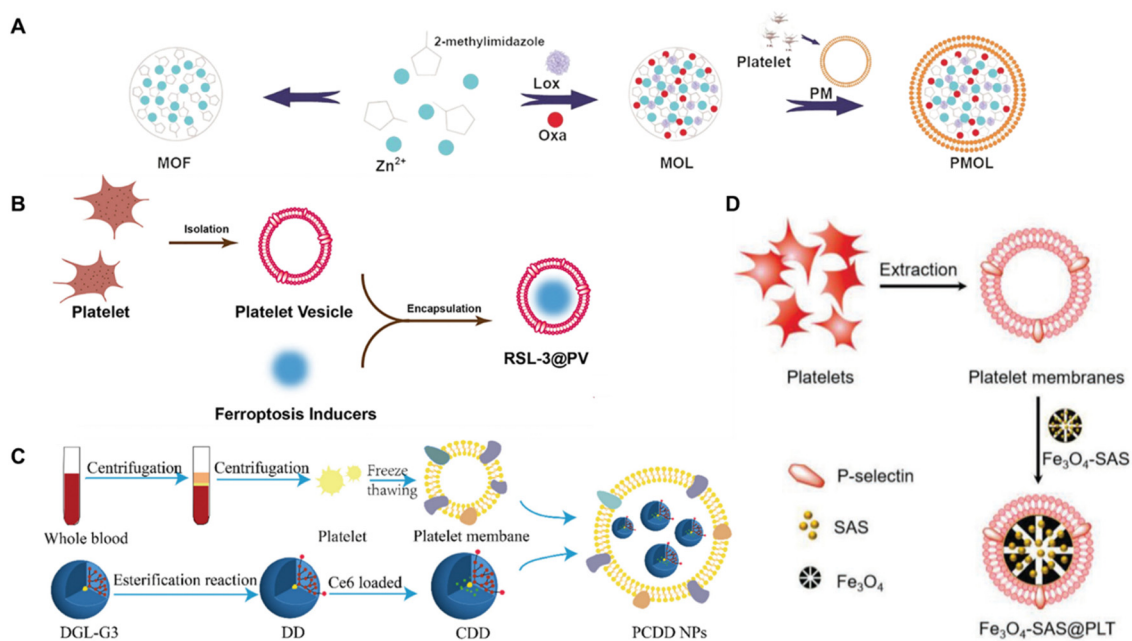 A
2-methylimidazole
Lox
Oxa
Zn2+
MOF
MOL
Platelet
PM
PMOL
B
Isolation
Platelet
Platelet Vesicle
Encapsulation
RSL-3@PV
Ferroptosis Inducers
C
Centrifugation
Centrifugation
Freeze
thawing
Whole blood
Platelet
Platelet membane
Esterification reaction
Ce6 loaded
DGL-G3
DD
CDD
PCDD NPs
D
Extraction
Platelets
Platelet membranes
Fe3O4-SAS
P-selectin
SAS
Fe3O4
Fe3O4-SAS@PLT